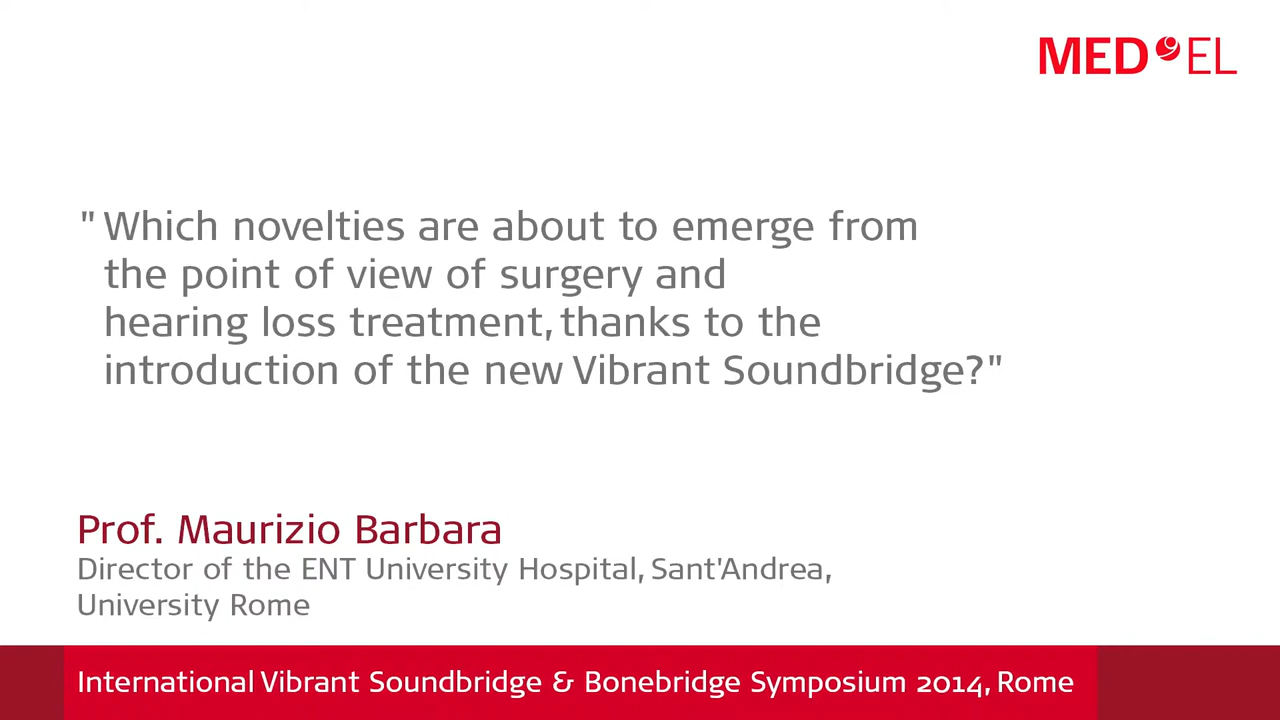 MED EL
" Which novelties are about to emerge from
the point of view of surgery and
hearing loss treatment, thanks to the
introduction of the new Vibrant Soundbridge?"
Prof. Maurizio Barbara
Director of the ENT University Hospital, Sant'Andrea,
University Rome
International Vibrant Soundbridge & Bonebridge Symposium 2014, Rome